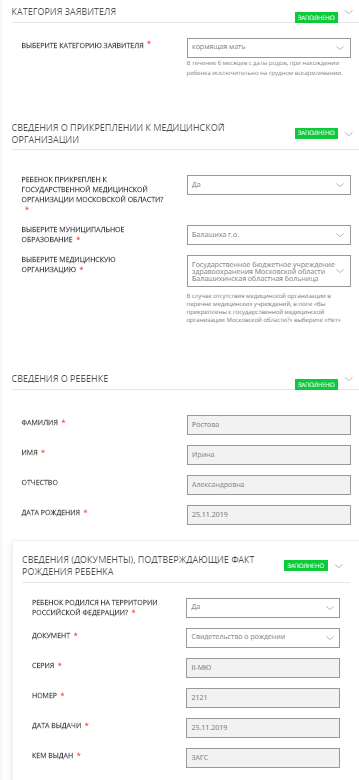 КАТЕГОРИЯ ЗАЯВИТЕЛЯ
ЗАПОЛНЕНО
ВЫБЕРИТЕ КАТЕГОРИЮ ЗАЯВИТЕЛЯ *
кормящая мать
В течение 6 месяцев с даты родов, при нахождении
ребенка исключительно на грудном вскармливании.
СВЕДЕНИЯ О ПРИКРЕПЛЕНИИ К МЕДИЦИНСКОЙ
ОРГАНИЗАЦИИ
ЗАПОЛНЕНО
РЕБЕНОК ПРИКРЕПЛЕН К
ГОСУДАРСТВЕННОЙ МЕДИЦИНСКОЙ
ОРГАНИЗАЦИИ МОСКОВСКОЙ ОБЛАСТИ?
*
Да
ВЫБЕРИТЕ МУНИЦИПАЛЬНОЕ
ОБРАЗОВАНИЕ *
Балашиха г.о.
ВЫБЕРИТЕ МЕДИЦИНСКУЮ
ОРГАНИЗАЦИЮ *
Государственное бюджетное учреждение
здравоохранения Московской области
Балашихинская областная больница
В случае отсутствия медицинской организации в
перечне медицинских учреждений, в поле «Вы
прикреплены к государственной медицинской
организации Московской области?» выберите «Нет»
СВЕДЕНИЯ О РЕБЕНКЕ
ЗАПОЛНЕНО
ФАМИЛИЯ *
Ростова
ИМЯ *
Ирина
ОТЧЕСТВО
Александровна
ДАТА РОЖДЕНИЯ *
25.11.2019
СВЕДЕНИЯ (ДОКУМЕНТЫ), ПОДТВЕРЖДАЮЩИЕ ФАКТ
РОЖДЕНИЯ РЕБЕНКА
ЗАПОЛНЕНО
РЕБЕНОК РОДИЛСЯ НА ТЕРРИТОРИИ
РОССИЙСКОЙ ФЕДЕРАЦИИ? *
Да
ДОКУМЕНТ *
Свидетельство о рождении
СЕРИЯ *
II-МЮ
НОМЕР *
2121
ДАТА ВЫДАЧИ *
25.11.2019
КЕМ ВЫДАН *
ЗАГС